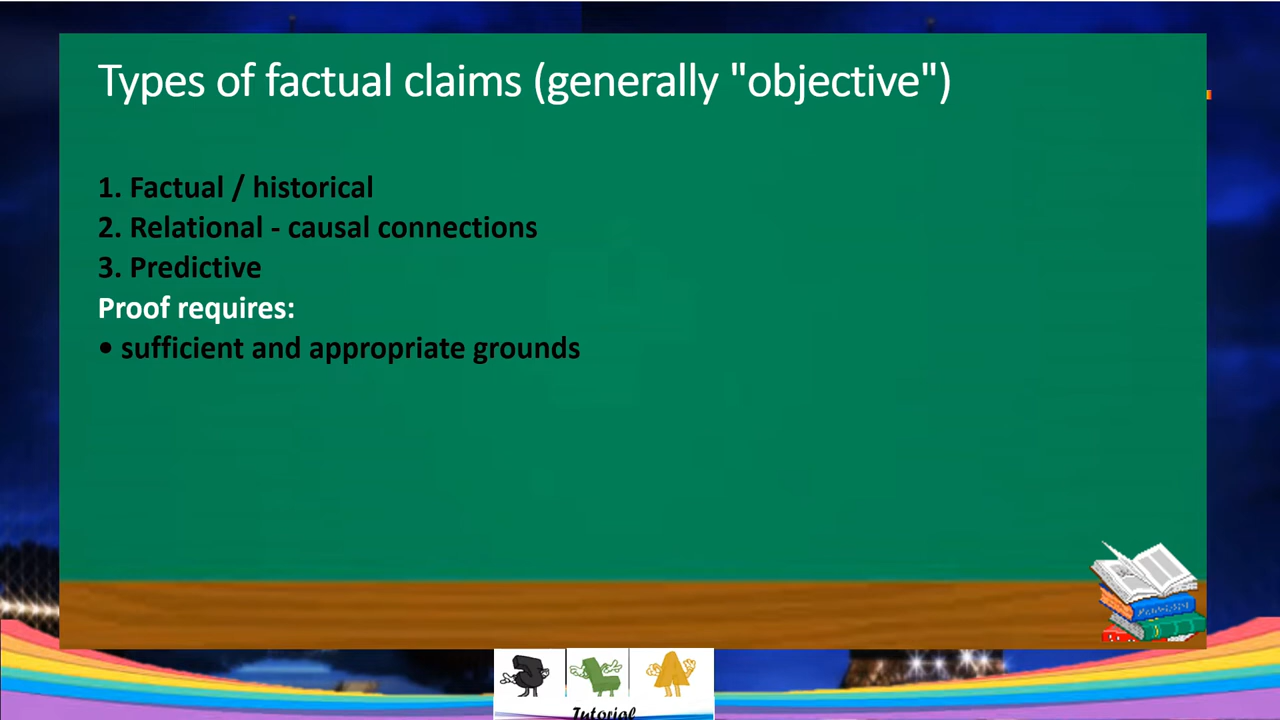 Types of factual claims (generally "objective")
1. Factual / historical
2. Relational - causal connections
3. Predictive
Proof requires:
• sufficient and appropriate grounds
Tutorial